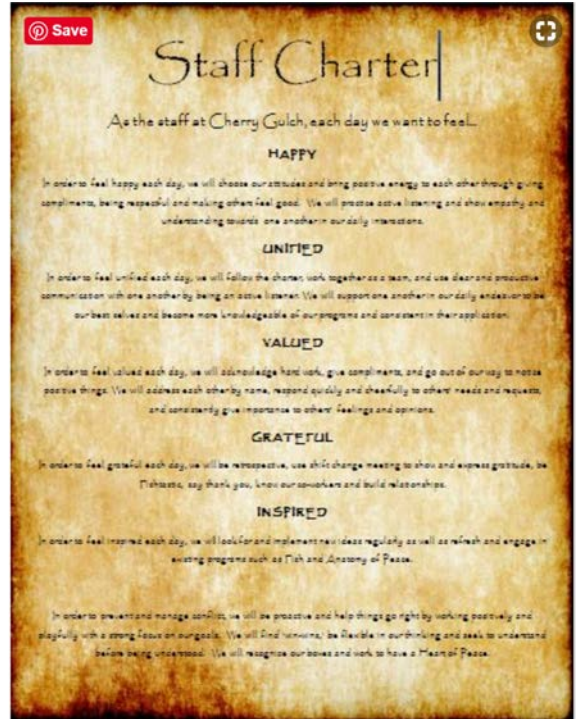 Save
Staff Charter
As the staff at Cherry Gulch, each day we want to feel...
HAPPY
In order to feel happy each day, we will choose our attitudes and bring positive energy to each other through giving
compliments, being respectful and making others feel good. We will practice active listening and show empathy and
understanding towards one another in our daily interactions.
UNIFIED
In order to feel unified each day, we will follow the charter, work together as a team, and use clear and productive
communication with one another by being an active listener. We will support one another in our daily endeavor to be
our best selves and become more knowledgeable of our programs and consistent in their application.
VALUED
In order to feel valued each day, we will acknowledge hard work, give compliments, and go out of our way to notice
positive things. We will address each other by name, respond quickly and cheerfully to others' needs and requests,
and consistently give importance to others' feelings and opinions.
GRATEFUL
In order to feel grateful each day, we will be retrospective, use shift change meeting to show and express gratitude, be
Fishtastic, say thank you, know our co-workers and build relationships.
INSPIRED
In order to feel inspired each day, we will look for and implement new ideas regularly as well as refresh and engage in
existing programs such as Fish and Anatomy of Peace.
In order to prevent and manage conflict, we will be proactive and help things go right by working positively and
playfully with a strong focus on our goals. We will find 'win-wins,' be flexible in our thinking and seek to understand
before being understood. We will recognize our boxes and work to have a Heart of Peace.